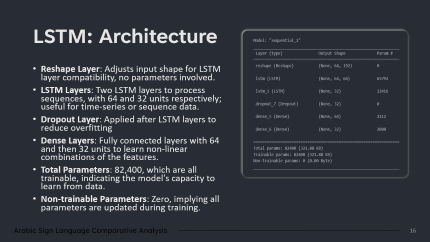 LSTM: Architecture
• Reshape Layer: Adjusts input shape for LSTM
layer compatibility, no parameters involved.
• LSTM Layers: Two LSTM layers to process
sequences, with 64 and 32 units respectively;
useful for time-series or sequence data.
• Dropout Layer: Applied after LSTM layers to
reduce overfitting
• Dense Layers: Fully connected layers with 64
and then 32 units to learn non-linear
combinations of the features.
• Total Parameters: 82,400, which are all
trainable, indicating the model's capacity to
learn from data.
• Non-trainable Parameters: Zero, implying all
parameters are updated during training.
Model: "sequential_1"
Layer (type) Output Shape Param #
reshape (Reshape) (None, 64, 192) 0
lstm (LSTM) (None, 64, 64)
lstm_1 (LSTM) (None, 32) 12416
dropout_2 (Dropout) (None, 32) 0
dense_5 (Dense) (None, 64) 2112
dense_6 (Dense) (None, 32) 2080
Total params: 82400 (321.88 KB)
Trainable params: 82400 (321.88 KB)
Non-trainable params: 0 (0.00 Byte)
Arabic Sign Language Comparative Analysis
16